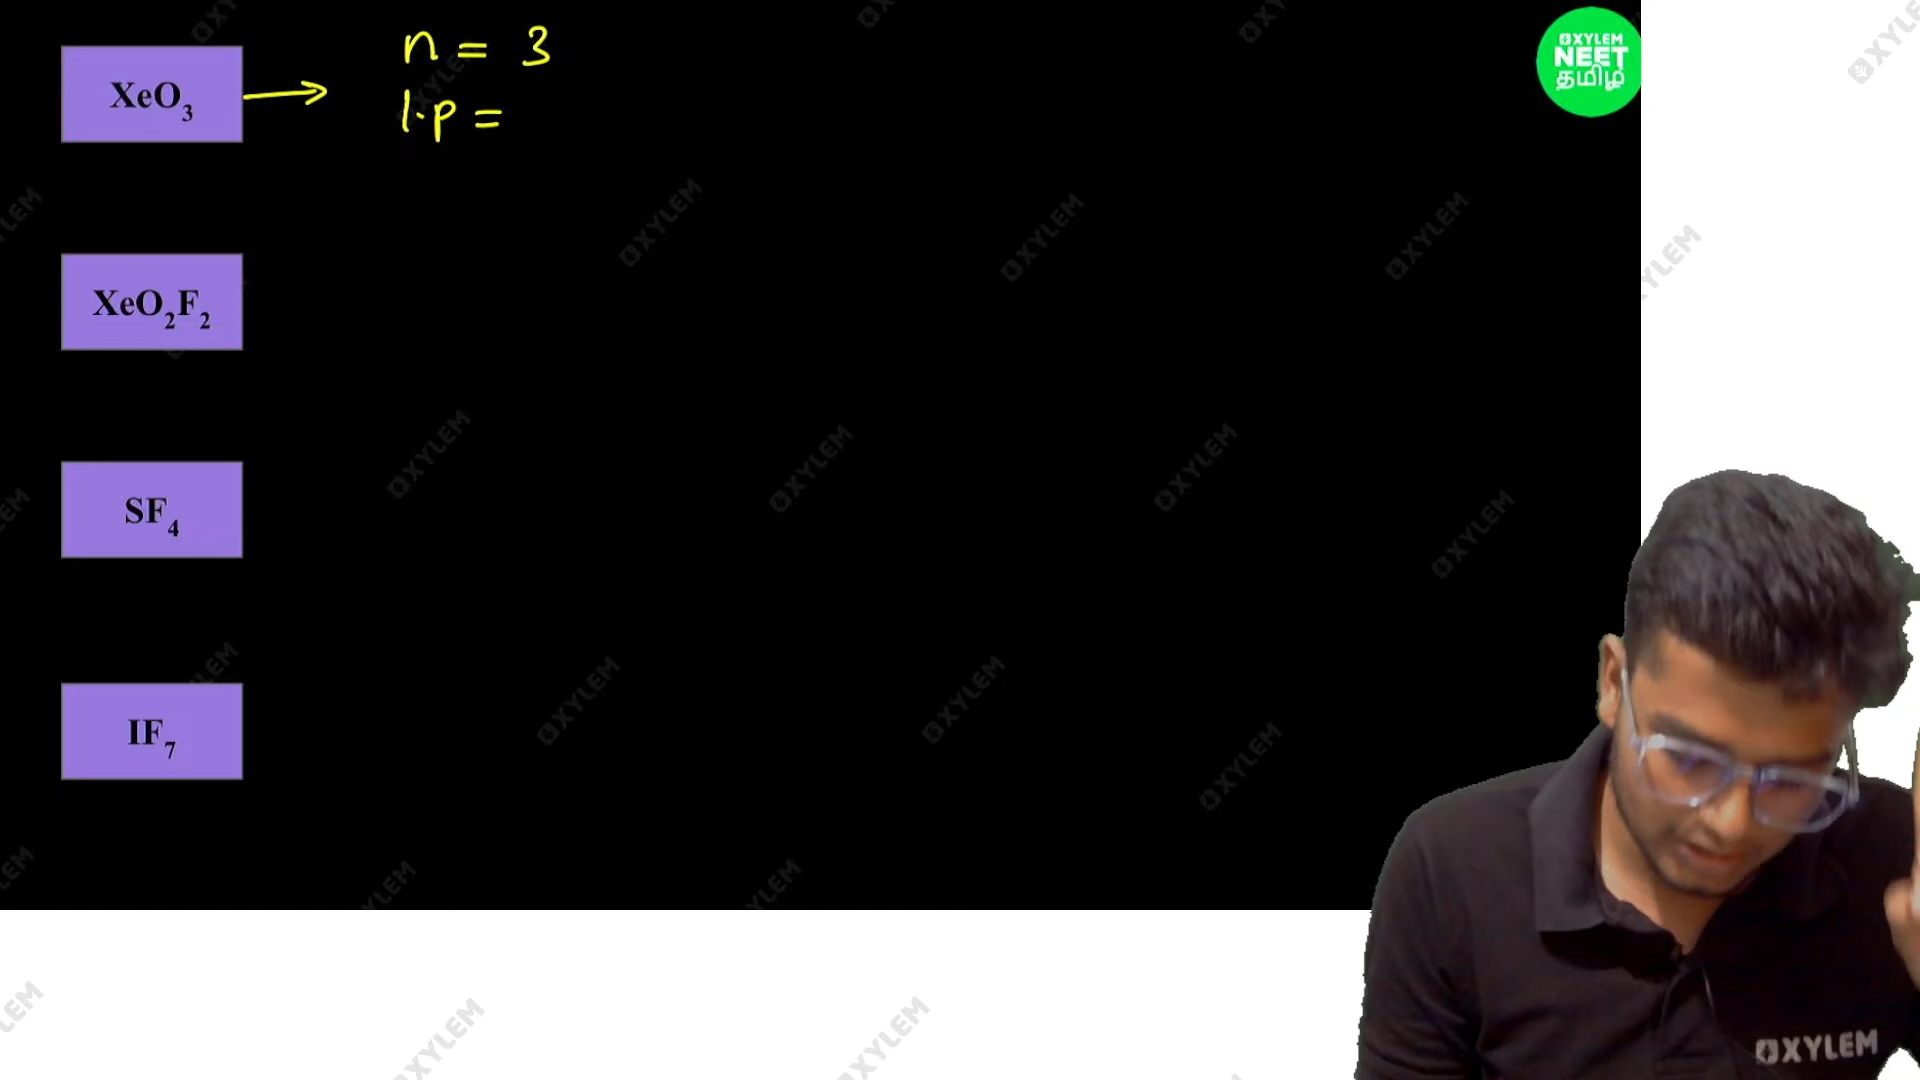 n = 3
XeO3
l.p =
XeO2F2
SF4
IF7
OXYLEM
NEET
தமிழ்
OXYLEM